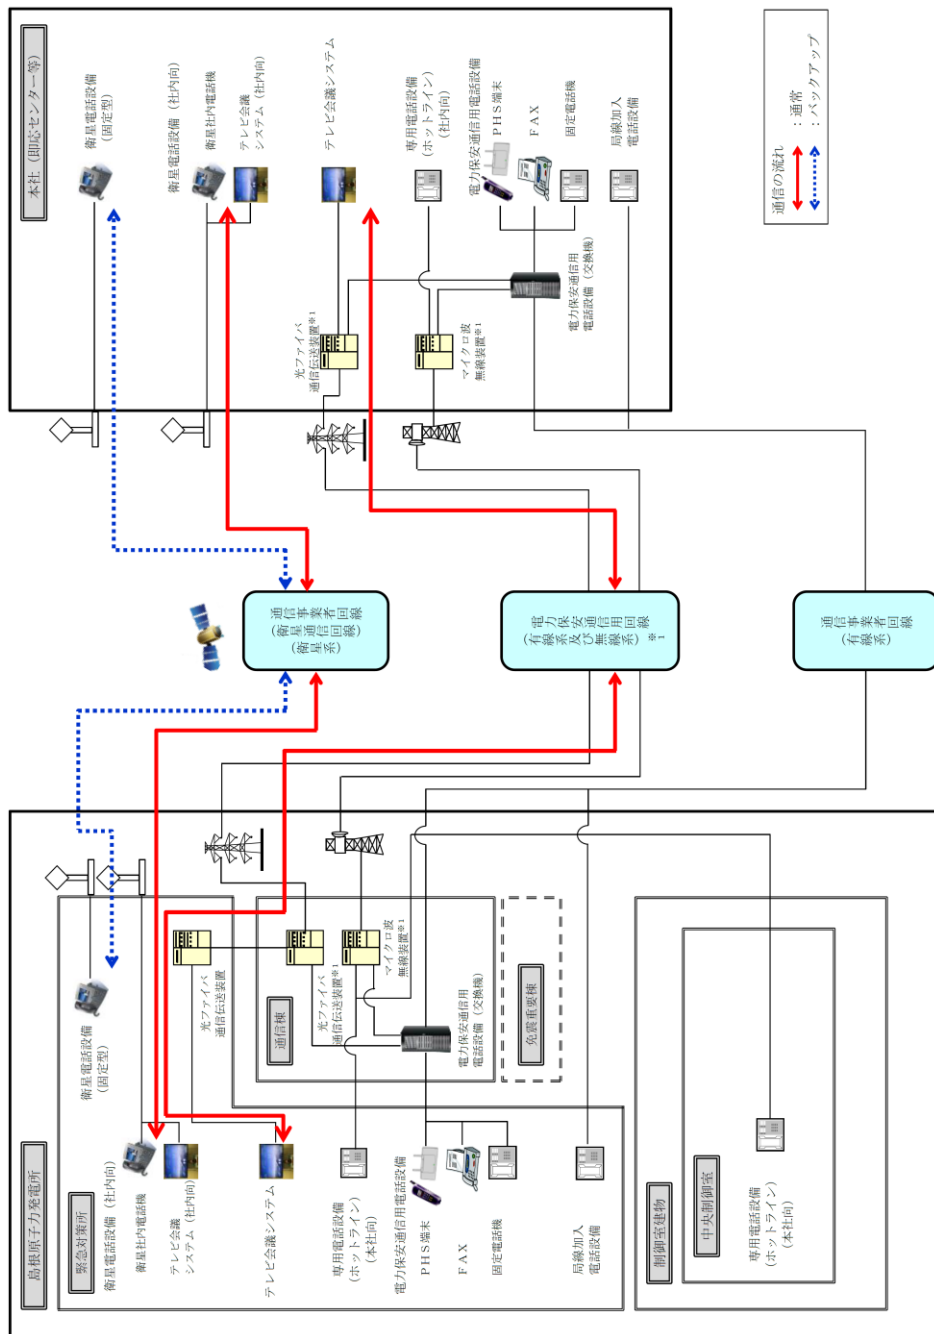 島根原子力発電所
緊急対策所
衛星電話設備
(固定型)
衛星電話設備(社内向)
衛星社内電話機
テレビ会議
システム(社内向)
テレビ会議システム
専用電話設備
(ホットライン)
(本社向)
電力保安通信用電話設備
PHS端末
FAX
固定電話機
局線加入
電話設備
光ファイバ
通信伝送装置
通信棟
光ファイバ
通信伝送装置※1
マイクロ波
無線装置※1
電力保安通信用
電話設備(交換機)
免震重要棟
制御室建物
中央制御室
専用電話設備
(ホットライン)
(本社向)
通信事業者回線
(衛星通信回線)
(衛星系)
電力保安通信用回線
(有線系及び無線系)
※1
通信事業者回線
(有線系)
本社(即応センター等)
衛星電話設備
(固定型)
衛星電話設備(社内向)
衛星社内電話機
テレビ会議
システム(社内向)
テレビ会議システム
専用電話設備
(ホットライン)
(社内向)
電力保安通信用電話設備
PHS端末
FAX
固定電話機
局線加入
電話設備
光ファイバ
通信伝送装置※1
マイクロ波
無線装置※1
電力保安通信用
電話設備(交換機)
通信の流れ
:通常
:バックアップ